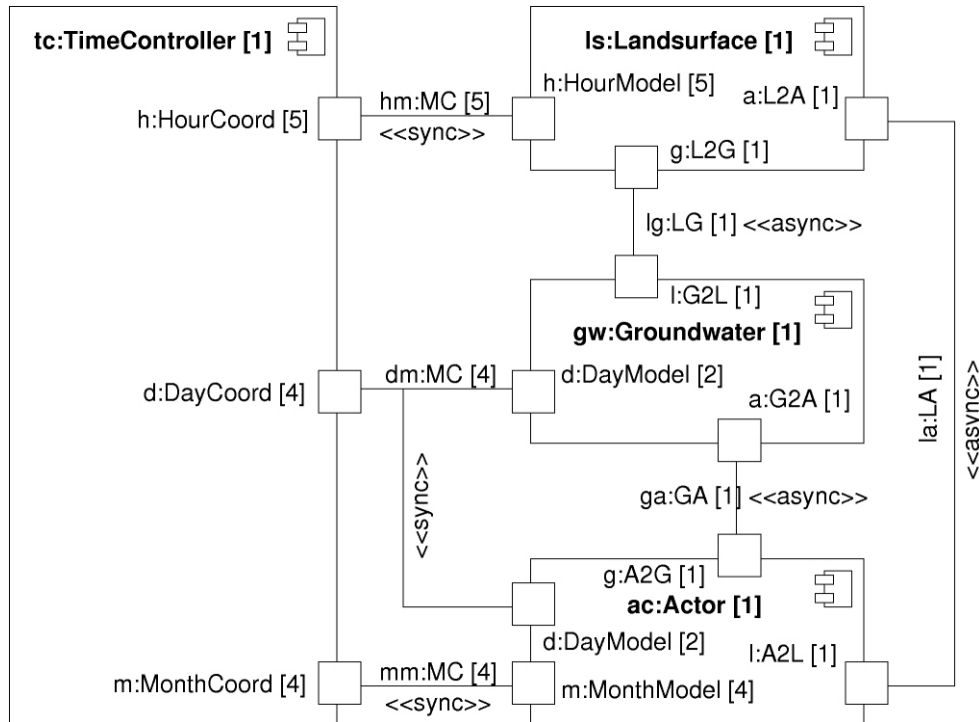 tc:TimeController [1]
ls:Landsurface [1]
h:HourModel [5]
a:L2A [1]
hm:MC [5]
h:HourCoord [5]
<<sync>>
g:L2G [1]
lg:LG [1] <<async>>
l:G2L [1]
gw:Groundwater [1]
la:LA [1]
<<async>>
dm:MC [4]
d:DayModel [2]
d:DayCoord [4]
a:G2A [1]
<<sync>>
ga:GA [1] <<async>>
g:A2G [1]
ac:Actor [1]
d:DayModel [2]
l:A2L [1]
mm:MC [4]
m:MonthCoord [4]
m:MonthModel [4]
<<sync>>